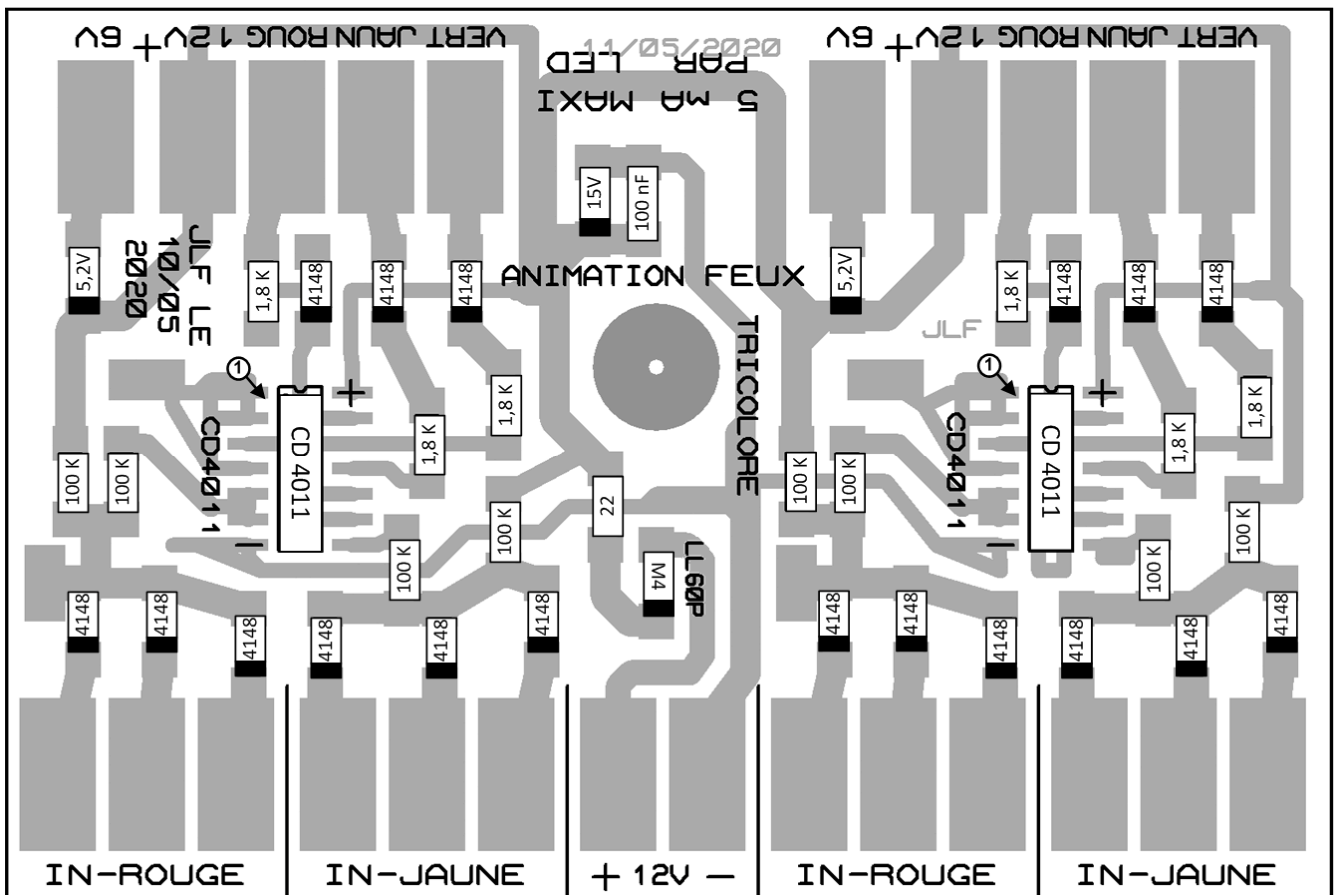 VERT JAUN ROUG 12V + 6V
11/05/2020
5 mA MAXI
PAR LED
VERT JAUN ROUG 12V + 6V
15V
100 nF
JLF LE
10/05
2020
5,2V
1,8 K
4148
4148
4148
ANIMATION FEUX
TRICOLORE
5,2V
1,8 K
4148
4148
4148
JLF
1
+
CD4011
CD 4011
-
1,8 K
1,8 K
100 K
100 K
100 K
100 K
22
M4
LL60P
1
+
CD4011
CD 4011
-
1,8 K
1,8 K
100 K
100 K
100 K
100 K
4148
4148
4148
4148
4148
4148
4148
4148
4148
4148
4148
4148
IN-ROUGE
IN-JAUNE
+ 12V -
IN-ROUGE
IN-JAUNE